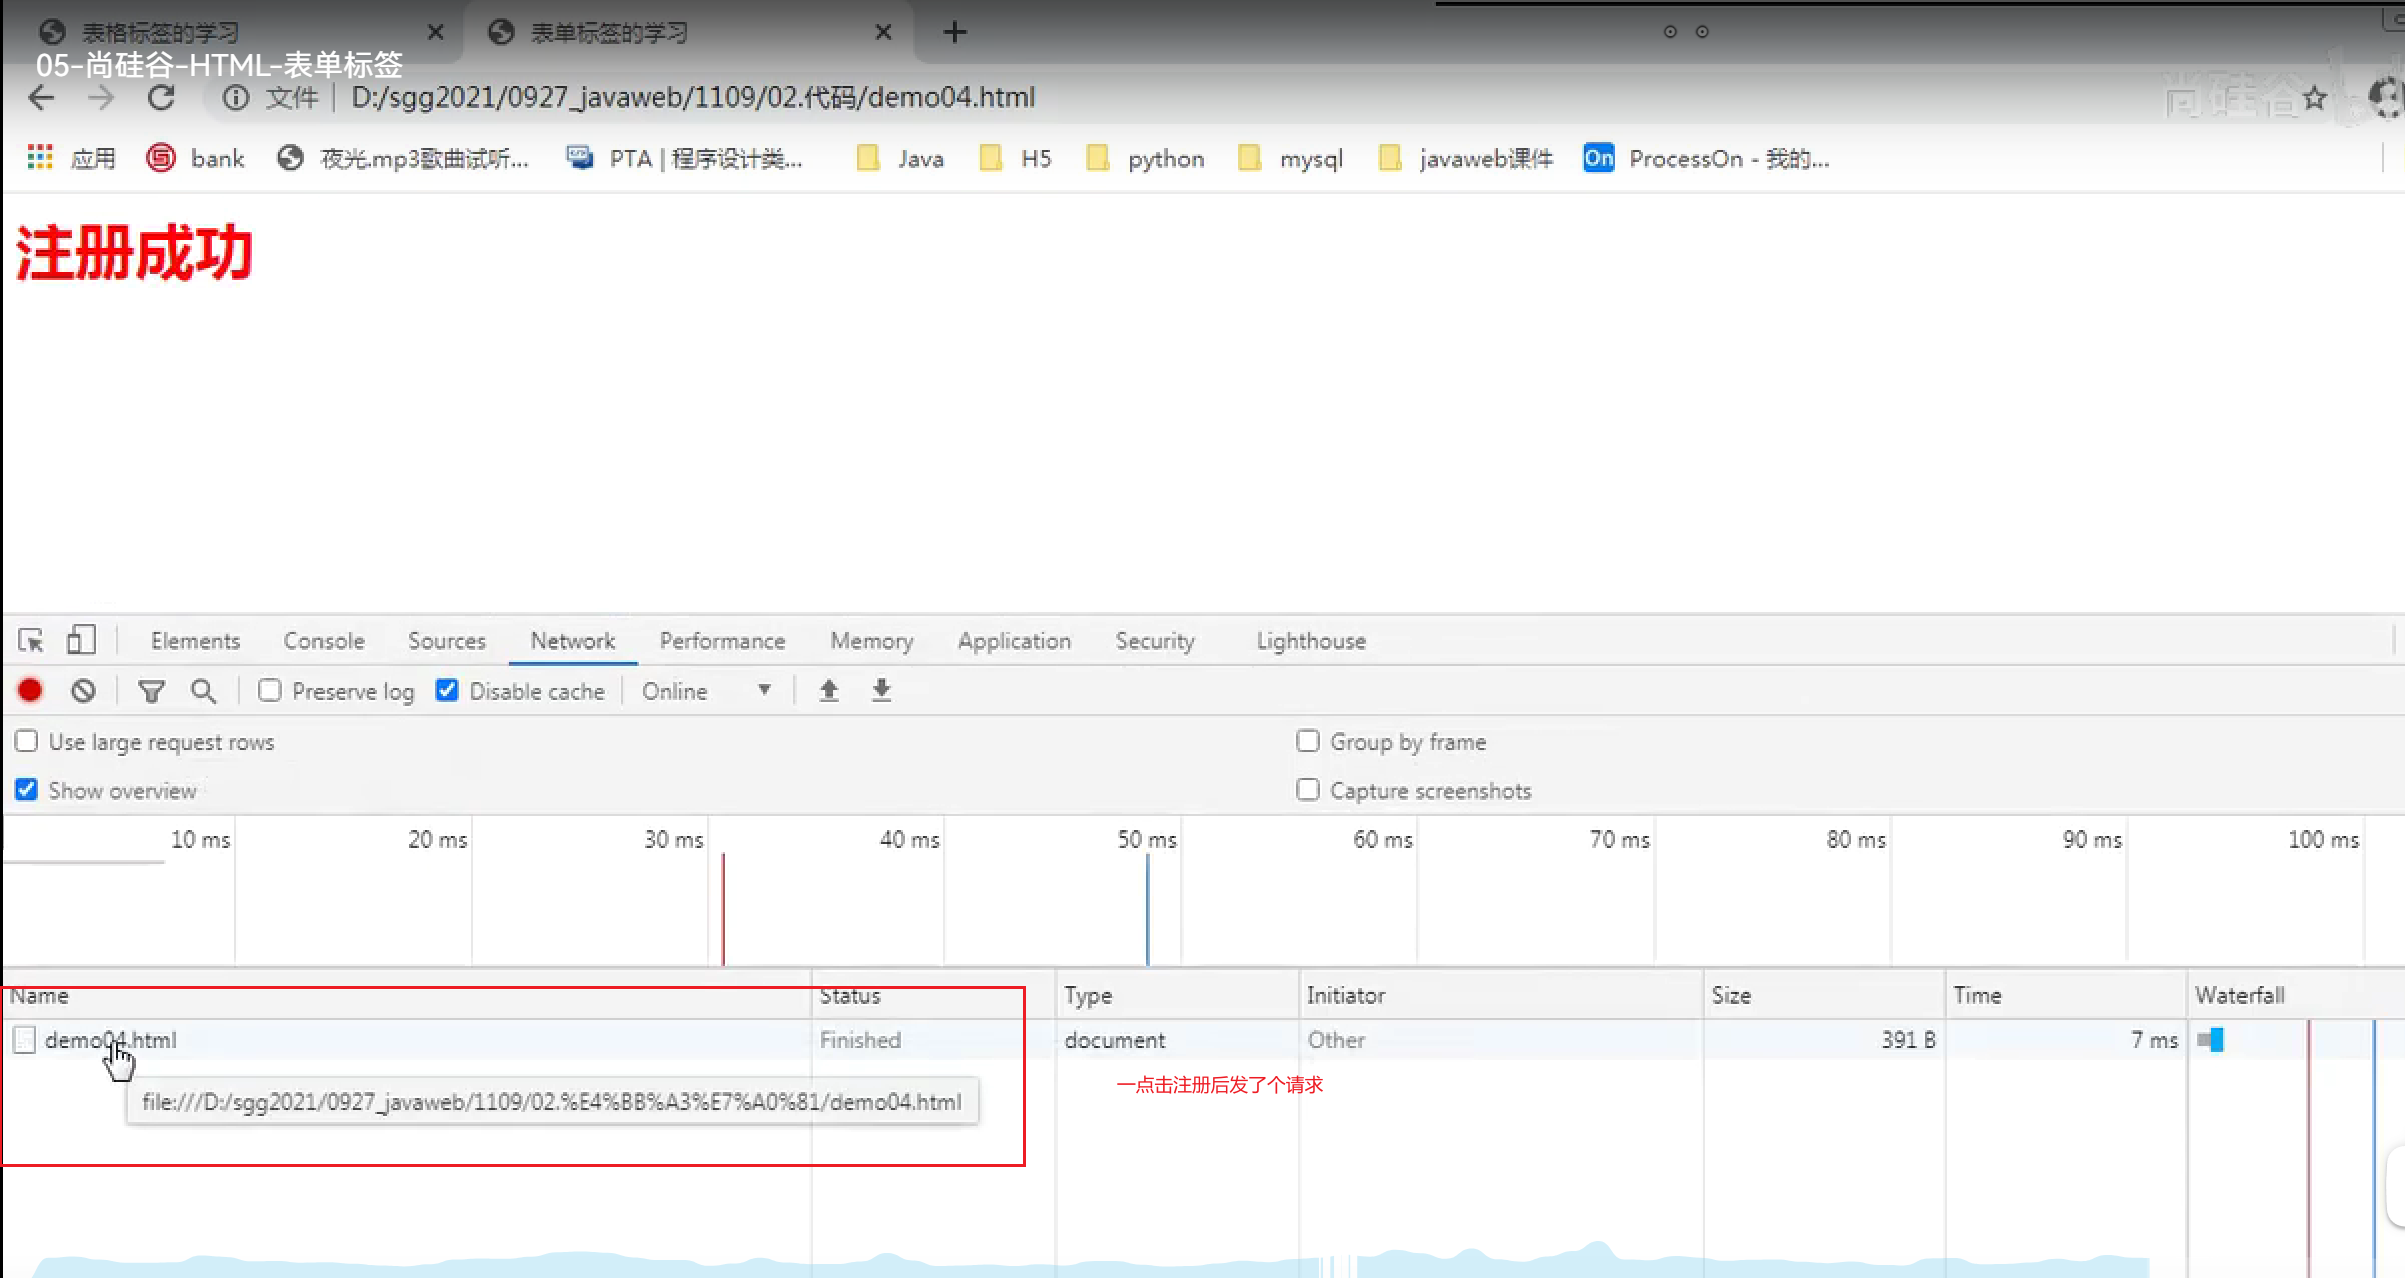 表格标签的学习
表单标签的学习
05-尚硅谷-HTML-表单标签
文件 | D:/sgg2021/0927_javaweb/1109/02.代码/demo04.html
尚硅谷
应用 bank 夜光.mp3歌曲试听... PTA | 程序设计类... Java H5 python mysql javaweb课件 On ProcessOn - 我的...
注册成功
Elements Console Sources Network Performance Memory Application Security Lighthouse
Preserve log Disable cache Online
Use large request rows Group by frame
Show overview Capture screenshots
10 ms 20 ms 30 ms 40 ms 50 ms 60 ms 70 ms 80 ms 90 ms 100 ms
Name Status Type Initiator Size Time Waterfall
demo04.html Finished document Other 391 B 7 ms
一点击注册后发了个请求
file:///D:/sgg2021/0927_javaweb/1109/02.%E4%BB%A3%E7%A0%81/demo04.html